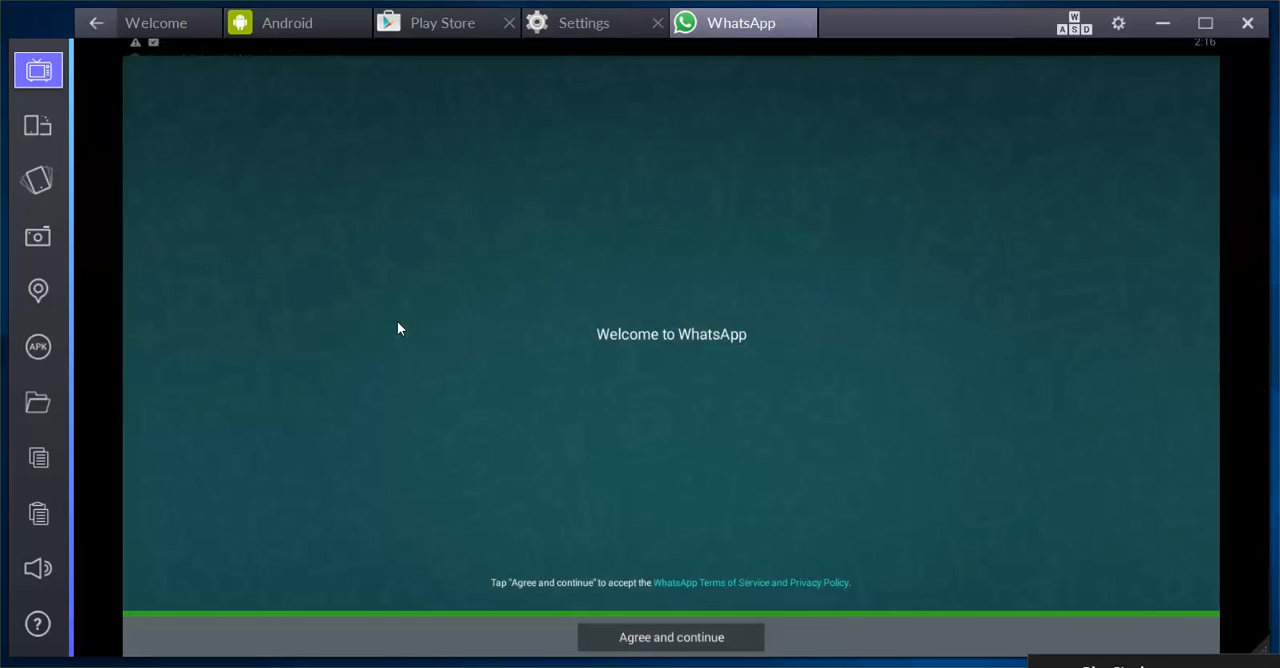 Welcome
Android
Play Store
Settings
WhatsApp
W
A S D
2:16
APK
Welcome to WhatsApp
Tap "Agree and continue" to accept the WhatsApp Terms of Service and Privacy Policy.
Agree and continue
?